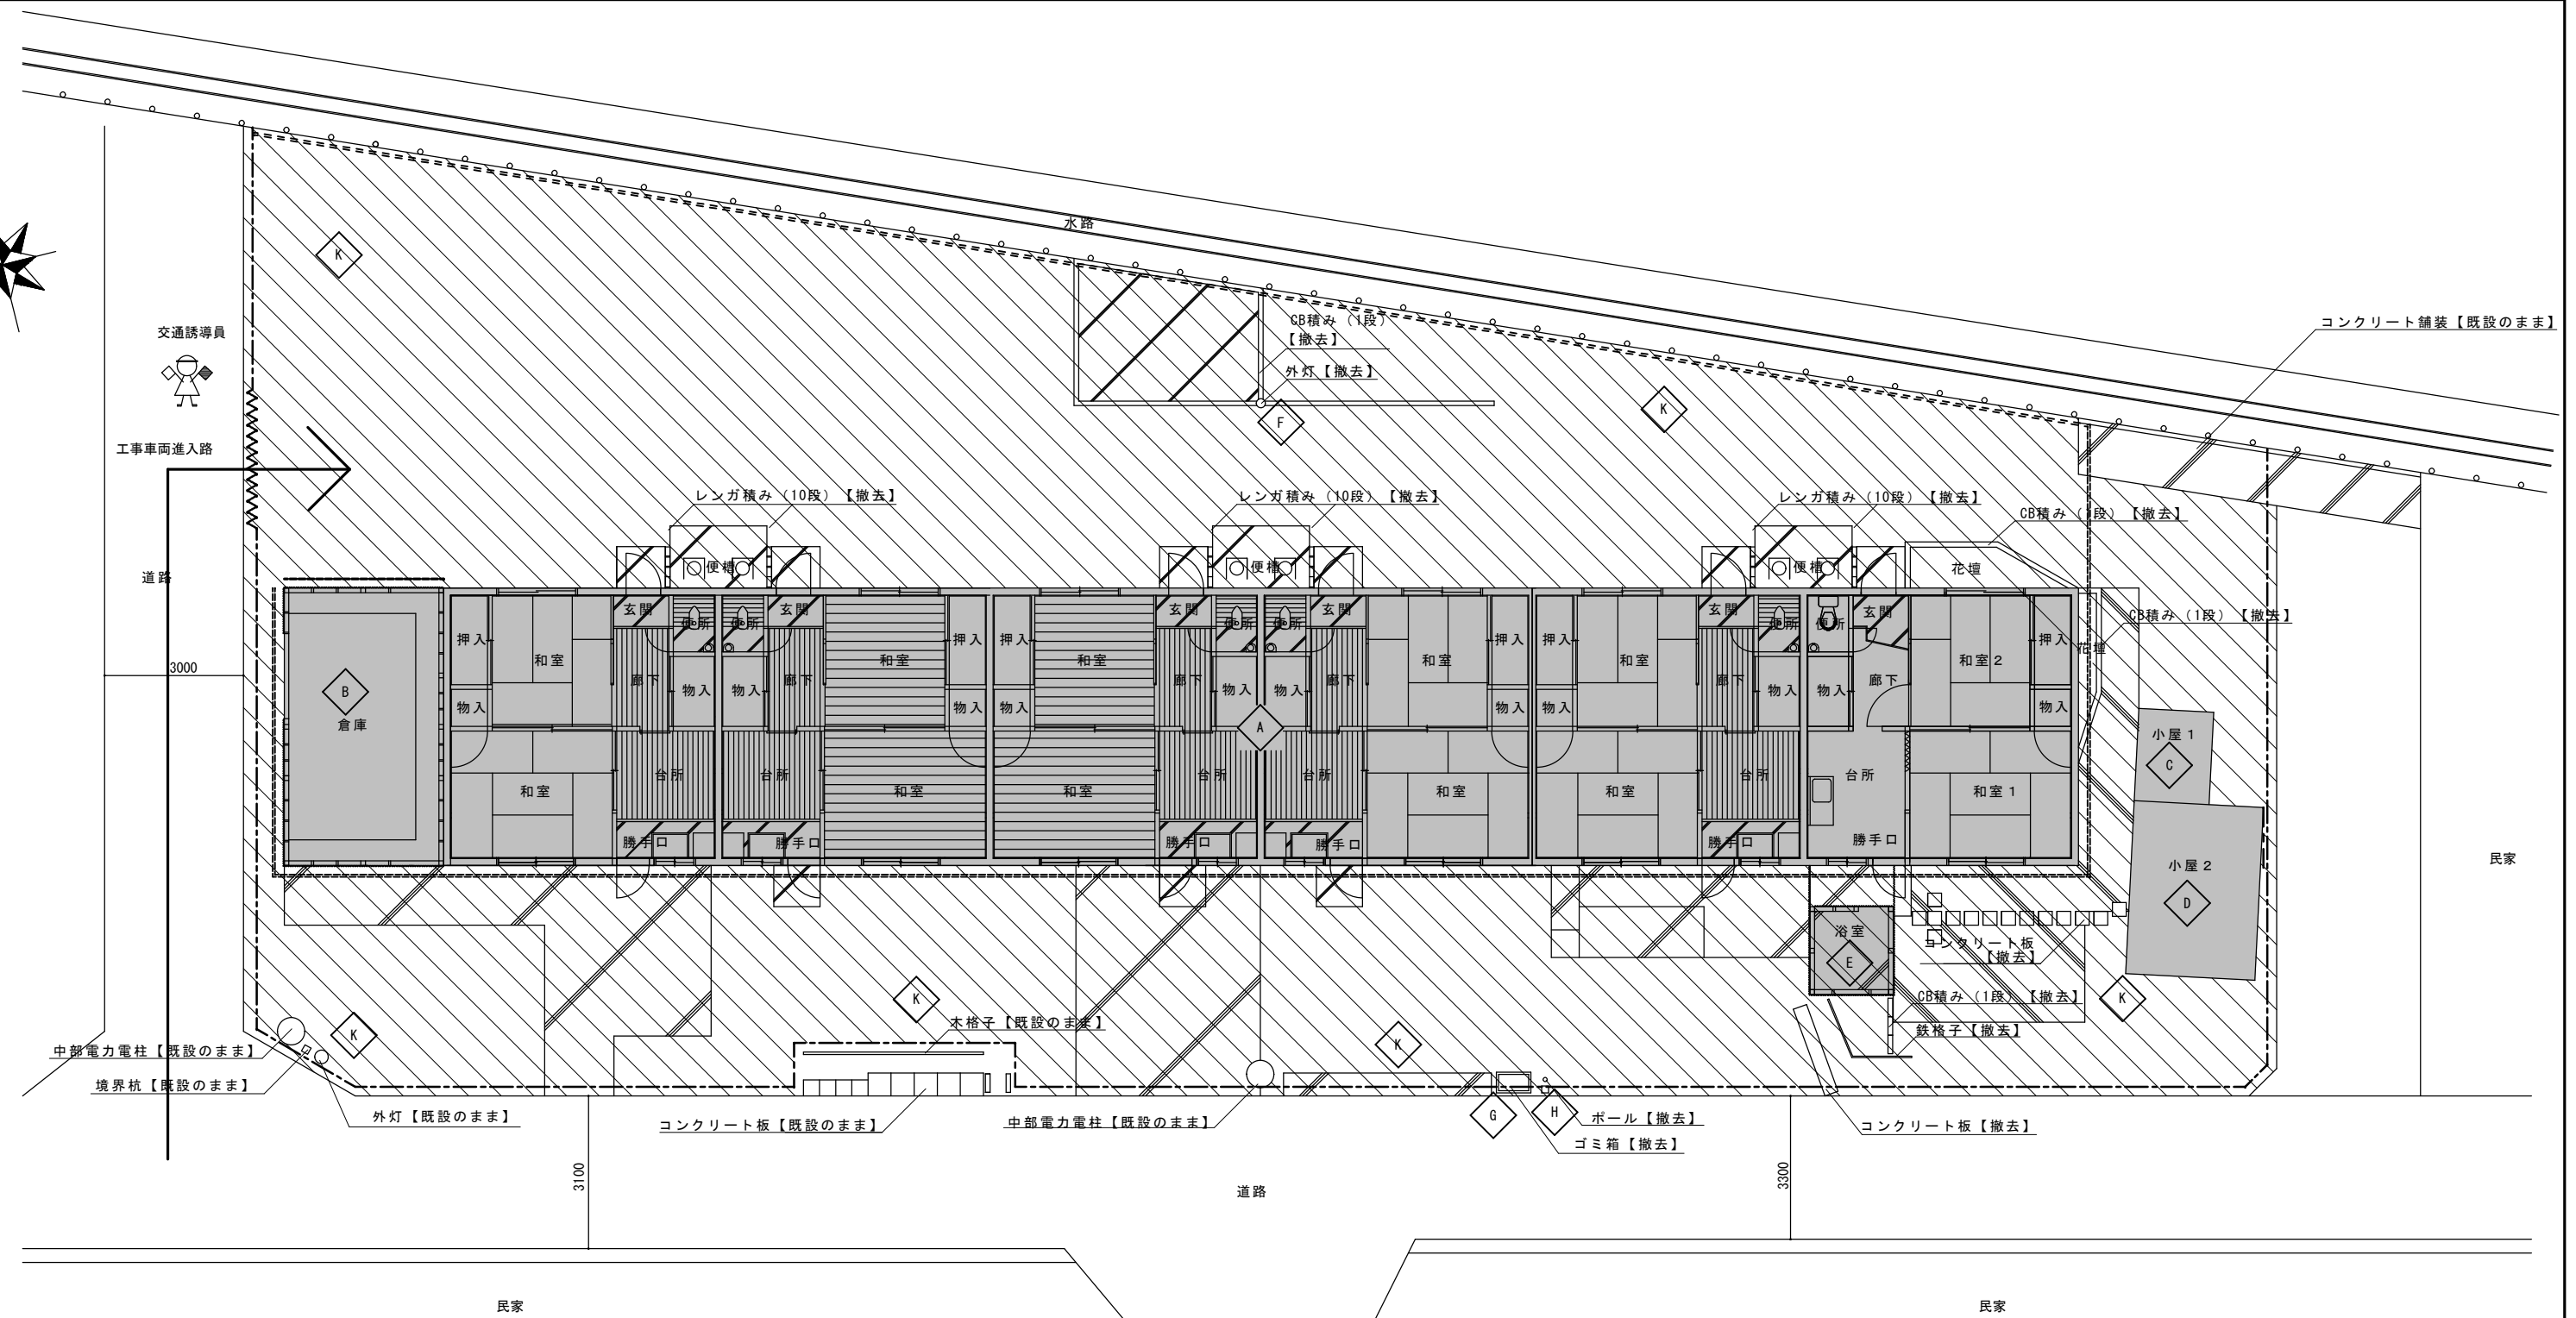 水路
K
交通誘導員
コンクリート舗装【既設のまま】
CB積み（1段）
【撤去】
外灯【撤去】
K
F
工事車両進入路
レンガ積み（10段）【撤去】
レンガ積み（10段）【撤去】
レンガ積み（10段）【撤去】
CB積み（1段）【撤去】
道路
便槽
便槽
便槽
花壇
玄関
玄関
玄関
玄関
玄関
玄関
CB積み（1段）【撤去】
便所
便所
便所
便所
便所
便所
押入
押入
押入
押入
押入
押入
花壇
3000
和室
和室
和室
和室
和室
和室2
廊下
廊下
廊下
廊下
廊下
廊下
B
物入
物入
物入
物入
物入
物入
倉庫
物入
物入
物入
物入
物入
物入
A
小屋1
C
台所
台所
台所
台所
台所
台所
和室
和室
和室
和室
和室
和室1
勝手口
勝手口
勝手口
勝手口
勝手口
勝手口
小屋2
D
民家
浴室
E
コンクリート板
【撤去】
K
K
CB積み（1段）【撤去】
木格子【既設のまま】
鉄格子【撤去】
K
K
中部電力電柱【既設のまま】
境界杭【既設のまま】
外灯【既設のまま】
コンクリート板【既設のまま】
中部電力電柱【既設のまま】
G
H
ポール【撤去】
ゴミ箱【撤去】
コンクリート板【撤去】
3100
3300
道路
民家
民家